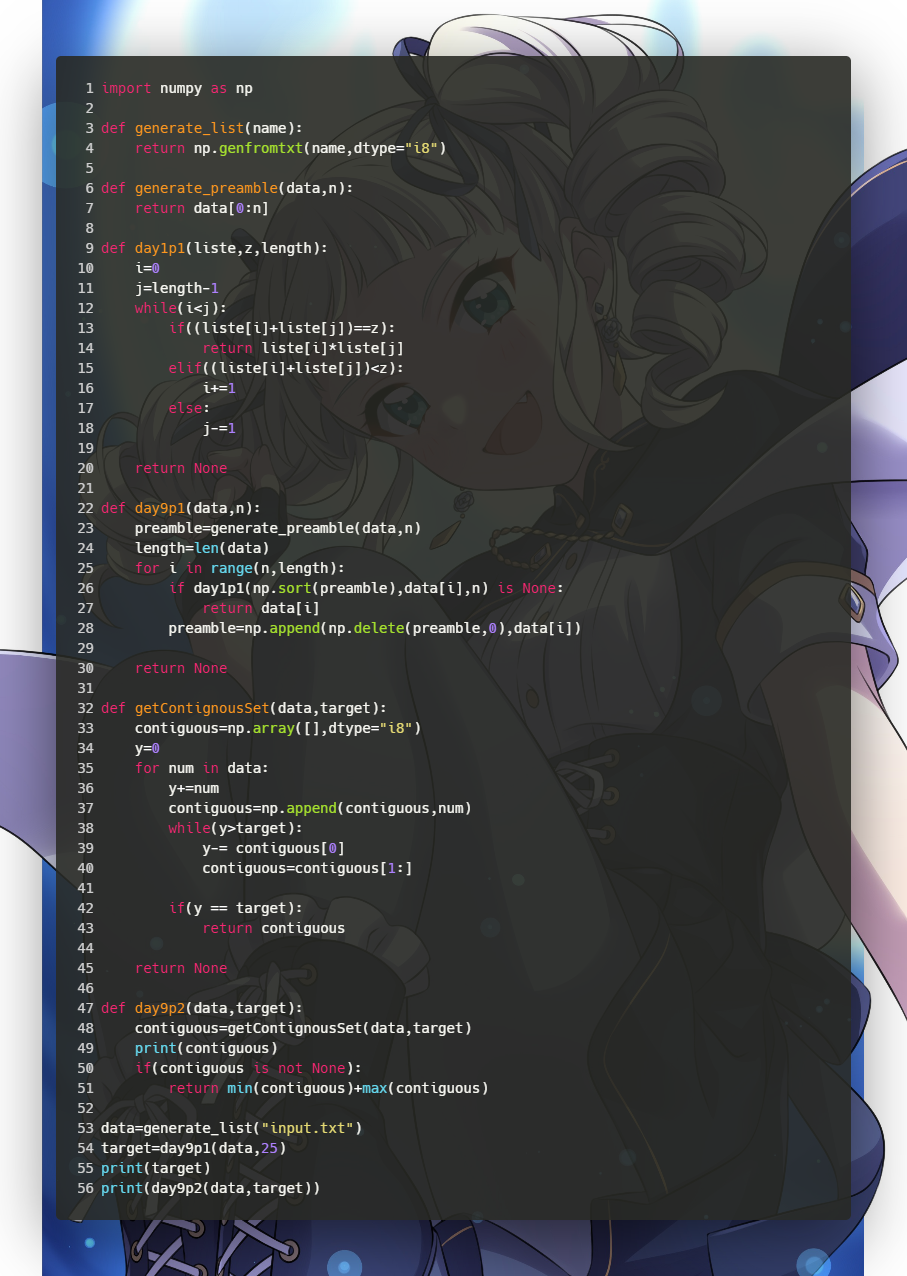 1 import numpy as np
2
3 def generate_list(name):
4     return np.genfromtxt(name,dtype="i8")
5
6 def generate_preamble(data,n):
7     return data[0:n]
8
9 def day1p1(liste,z,length):
10     i=0
11     j=length-1
12     while(i<j):
13         if((liste[i]+liste[j])==z):
14             return liste[i]*liste[j]
15         elif((liste[i]+liste[j])<z):
16             i+=1
17         else:
18             j-=1
19
20     return None
21
22 def day9p1(data,n):
23     preamble=generate_preamble(data,n)
24     length=len(data)
25     for i in range(n,length):
26         if day1p1(np.sort(preamble),data[i],n) is None:
27             return data[i]
28         preamble=np.append(np.delete(preamble,0),data[i])
29
30     return None
31
32 def getContignousSet(data,target):
33     contiguous=np.array([],dtype="i8")
34     y=0
35     for num in data:
36         y+=num
37         contiguous=np.append(contiguous,num)
38         while(y>target):
39             y-= contiguous[0]
40             contiguous=contiguous[1:]
41
42         if(y == target):
43             return contiguous
44
45     return None
46
47 def day9p2(data,target):
48     contiguous=getContignousSet(data,target)
49     print(contiguous)
50     if(contiguous is not None):
51         return min(contiguous)+max(contiguous)
52
53 data=generate_list("input.txt")
54 target=day9p1(data,25)
55 print(target)
56 print(day9p2(data,target))